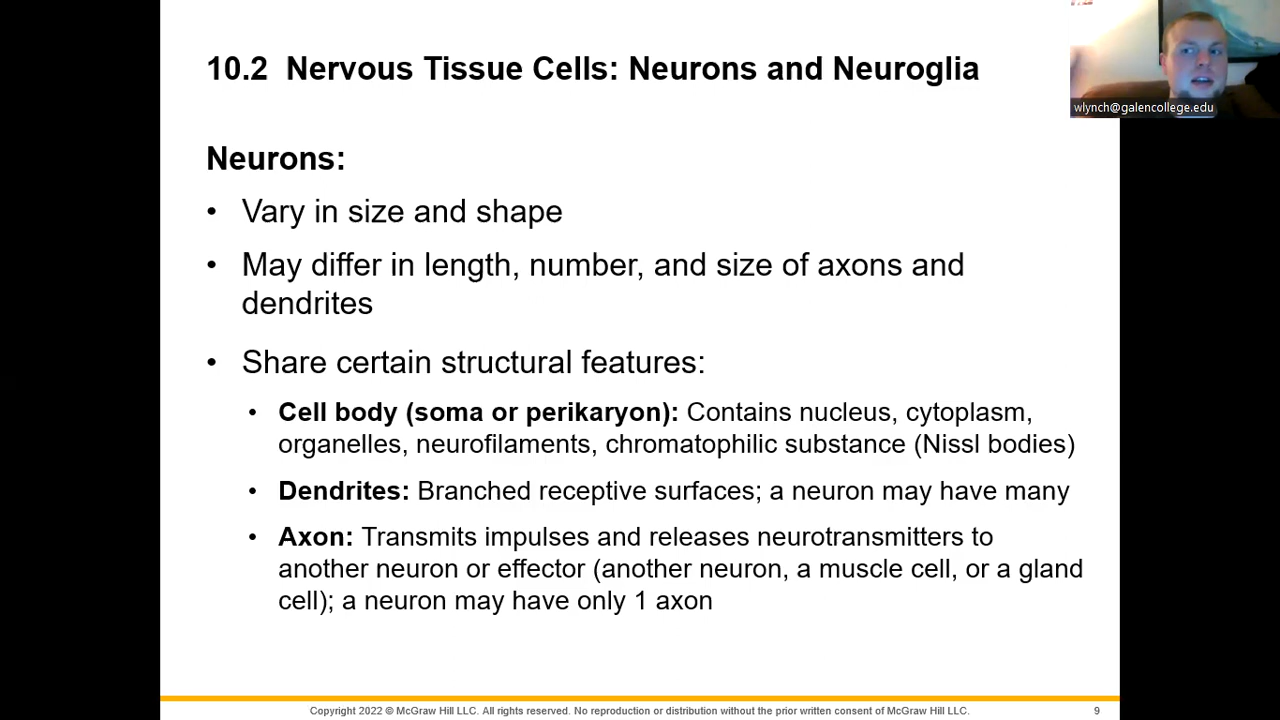 10.2 Nervous Tissue Cells: Neurons and Neuroglia
wlynch@galencollege.edu
Neurons:
• Vary in size and shape
• May differ in length, number, and size of axons and
dendrites
• Share certain structural features:
• Cell body (soma or perikaryon): Contains nucleus, cytoplasm,
organelles, neurofilaments, chromatophilic substance (Nissl bodies)
• Dendrites: Branched receptive surfaces; a neuron may have many
• Axon: Transmits impulses and releases neurotransmitters to
another neuron or effector (another neuron, a muscle cell, or a gland
cell); a neuron may have only 1 axon
Copyright 2022 © McGraw Hill LLC. All rights reserved. No reproduction or distribution without the prior written consent of McGraw Hill LLC.
9